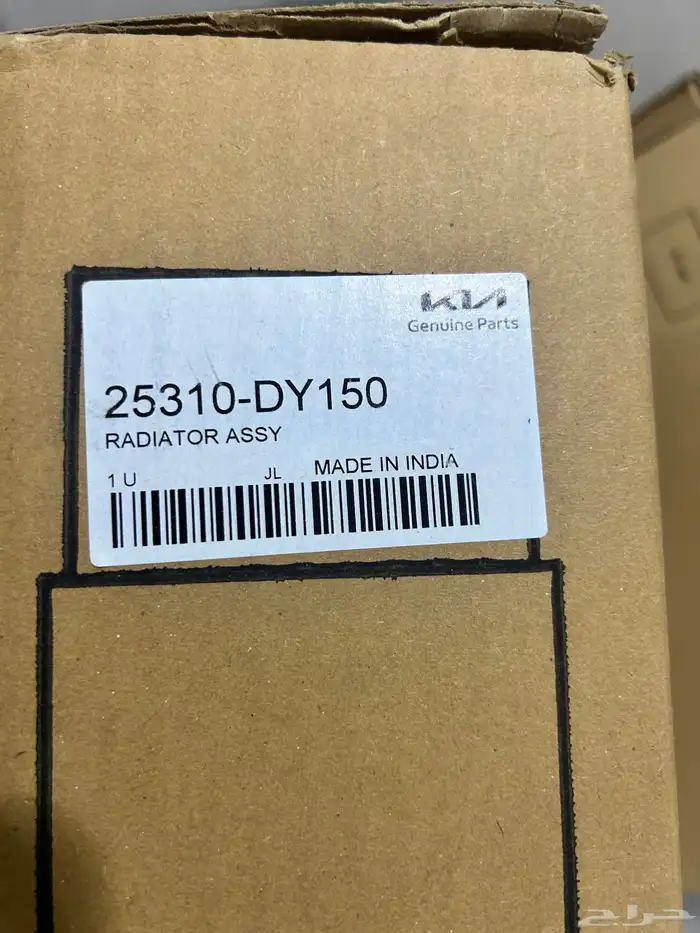 KIA
Genuine Parts
25310-DY150
RADIATOR ASSY
1 U JL MADE IN INDIA
حراج